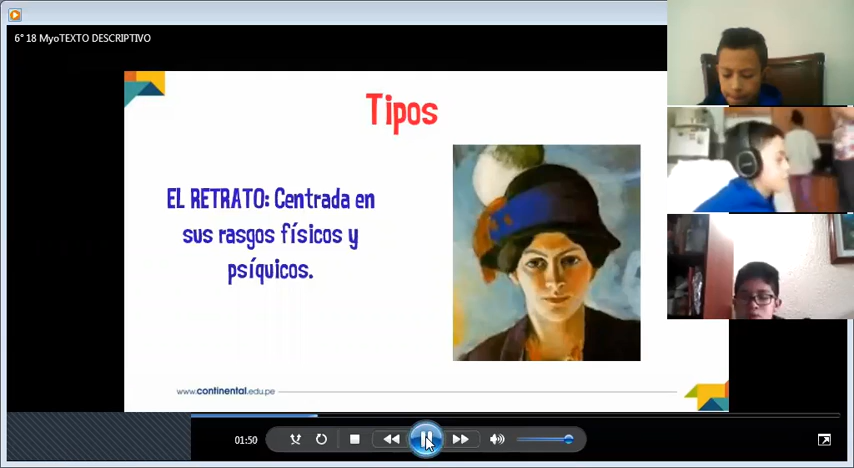 6° 18 MyoTEXTO DESCRIPTIVO
Tipos
EL RETRATO: Centrada en
sus rasgos físicos y
psíquicos.
www.continental.edu.pe
01:50